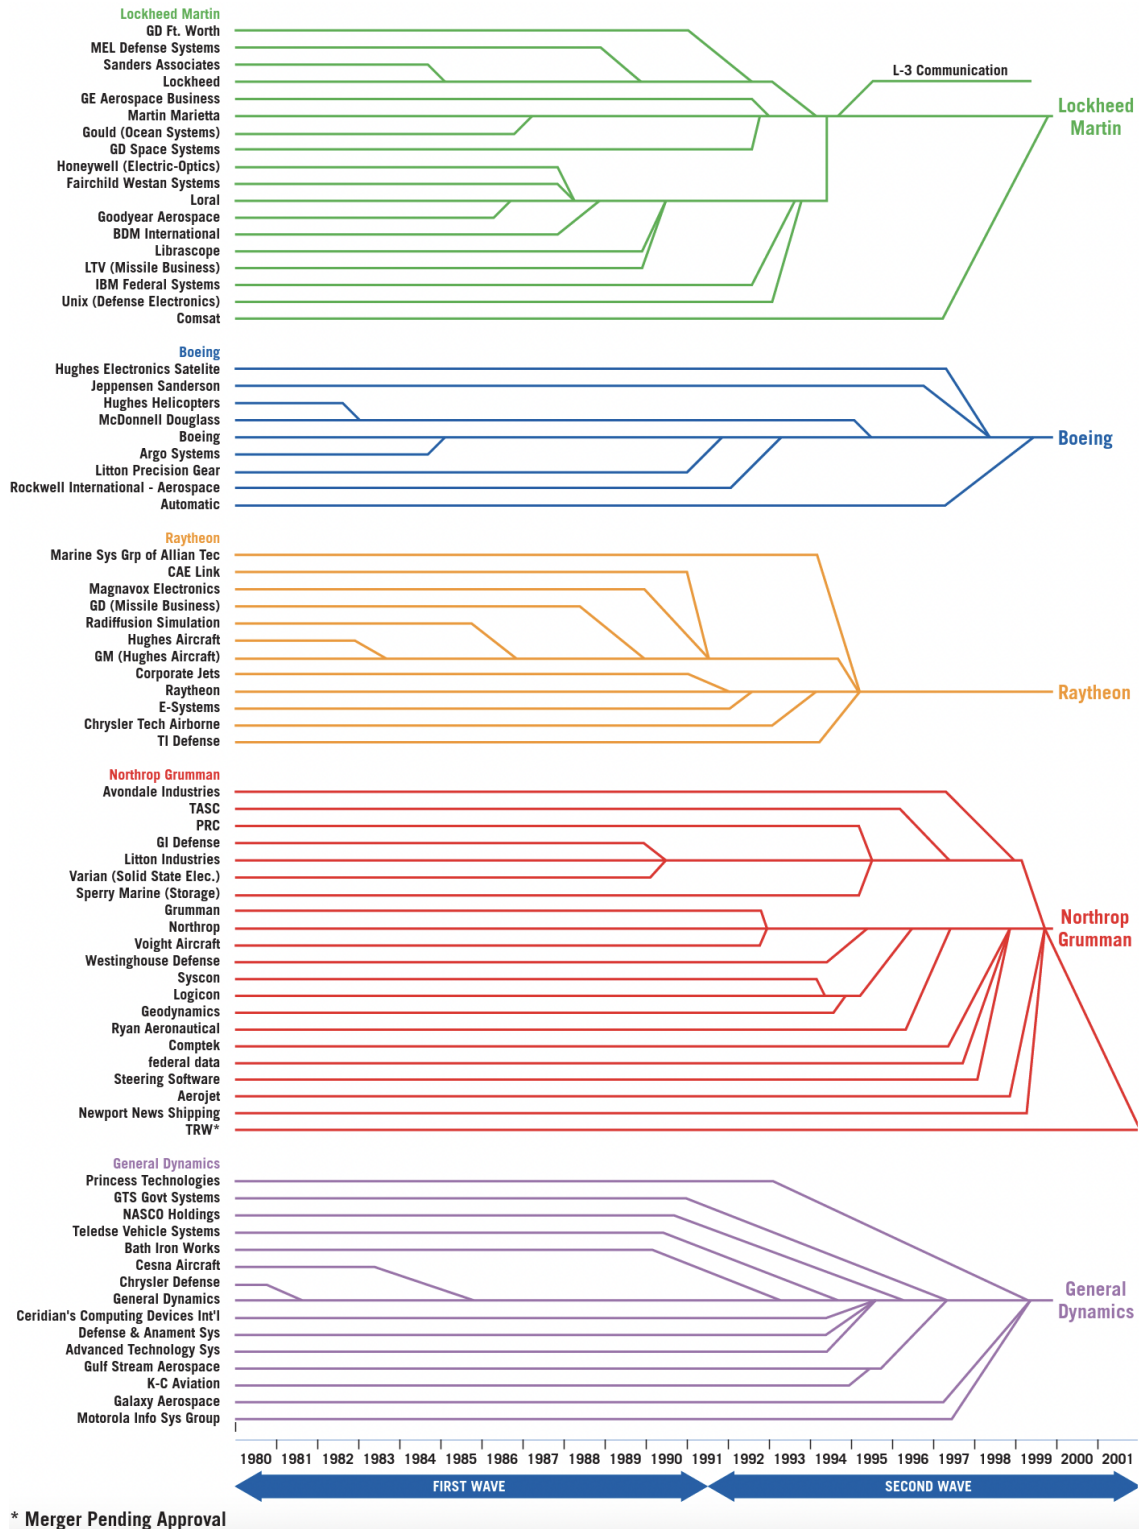 Lockheed Martin
GD Ft. Worth
MEL Defense Systems
Sanders Associates
Lockheed
L-3 Communication
GE Aerospace Business
Martin Marietta
Lockheed
Martin
Gould (Ocean Systems)
GD Space Systems
Honeywell (Electric-Optics)
Fairchild Westan Systems
Loral
Goodyear Aerospace
BDM International
Librascope
LTV (Missile Business)
IBM Federal Systems
Unix (Defense Electronics)
Comsat
Boeing
Hughes Electronics Satelite
Jeppensen Sanderson
Hughes Helicopters
McDonnell Douglass
Boeing
Boeing
Argo Systems
Litton Precision Gear
Rockwell International - Aerospace
Automatic
Raytheon
Marine Sys Grp of Allian Tec
CAE Link
Magnavox Electronics
GD (Missile Business)
Radiffusion Simulation
Hughes Aircraft
GM (Hughes Aircraft)
Corporate Jets
Raytheon
Raytheon
E-Systems
Chrysler Tech Airborne
TI Defense
Northrop Grumman
Avondale Industries
TASC
PRC
GI Defense
Litton Industries
Varian (Solid State Elec.)
Sperry Marine (Storage)
Grumman
Northrop
Northrop
Grumman
Voight Aircraft
Westinghouse Defense
Syscon
Logicon
Geodynamics
Ryan Aeronautical
Comptek
federal data
Steering Software
Aerojet
Newport News Shipping
TRW*
General Dynamics
Princess Technologies
GTS Govt Systems
NASCO Holdings
Teledse Vehicle Systems
Bath Iron Works
Cesna Aircraft
Chrysler Defense
General Dynamics
General
Dynamics
Ceridian's Computing Devices Int'l
Defense & Anament Sys
Advanced Technology Sys
Gulf Stream Aerospace
K-C Aviation
Galaxy Aerospace
Motorola Info Sys Group
1980 1981 1982 1983 1984 1985 1986 1987 1988 1989 1990 1991 1992 1993 1994 1995 1996 1997 1998 1999 2000 2001
FIRST WAVE SECOND WAVE
* Merger Pending Approval